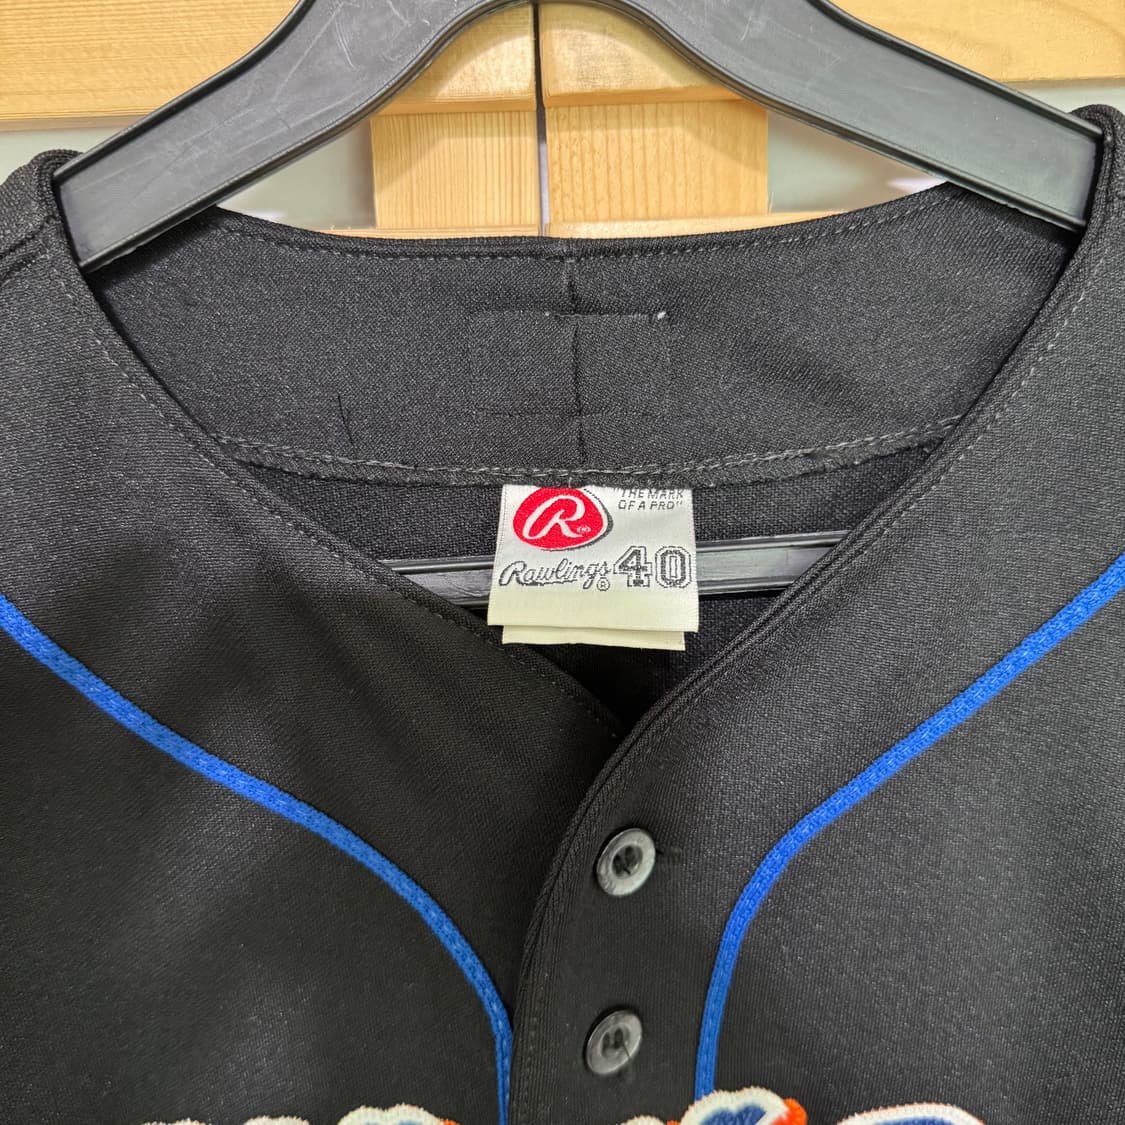 R®
"THE MARK
OF A PRO"
Rawlings® 40